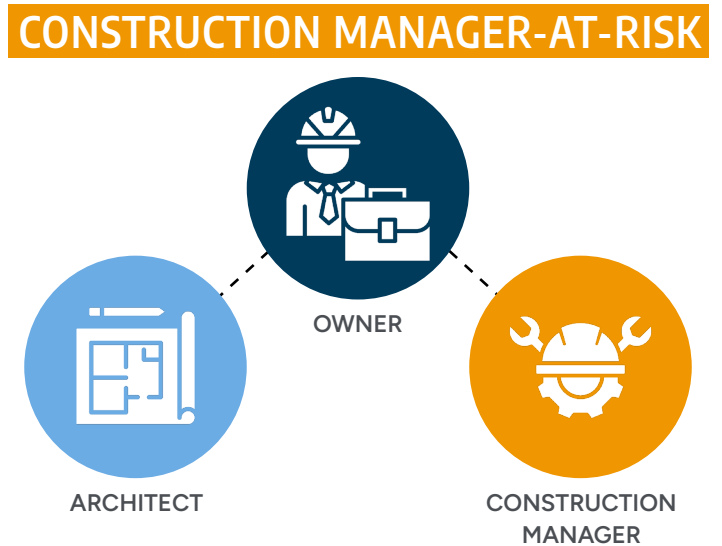 CONSTRUCTION MANAGER-AT-RISK
OWNER
ARCHITECT
CONSTRUCTION
MANAGER